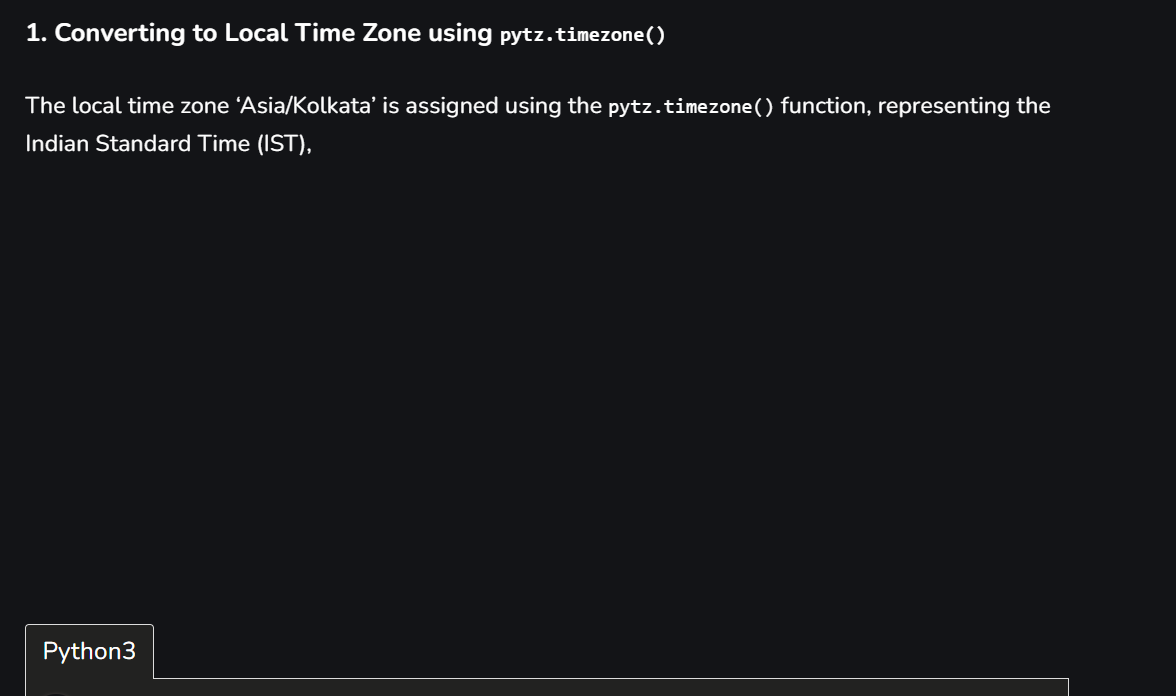 1. Converting to Local Time Zone using pytz.timezone()
The local time zone ‘Asia/Kolkata’ is assigned using the pytz.timezone() function, representing the
Indian Standard Time (IST),
Python3